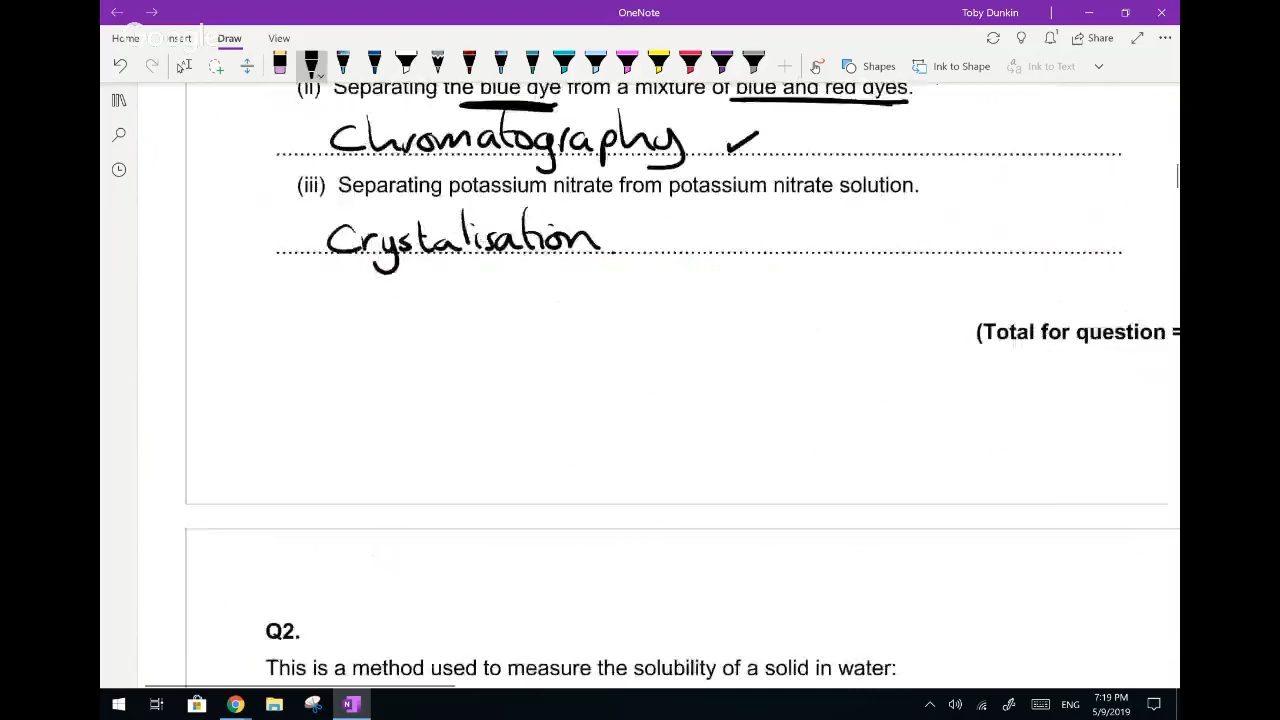 OneNote
Toby Dunkin
Home Insert Draw View
Share
Shapes
Ink to Shape
Ink to Text
(ii) Separating the blue dye from a mixture of blue and red dyes.
Chromatography ✓
(iii) Separating potassium nitrate from potassium nitrate solution.
Crystalisation
(Total for question =
Q2.
This is a method used to measure the solubility of a solid in water:
ENG
7:19 PM
5/9/2019